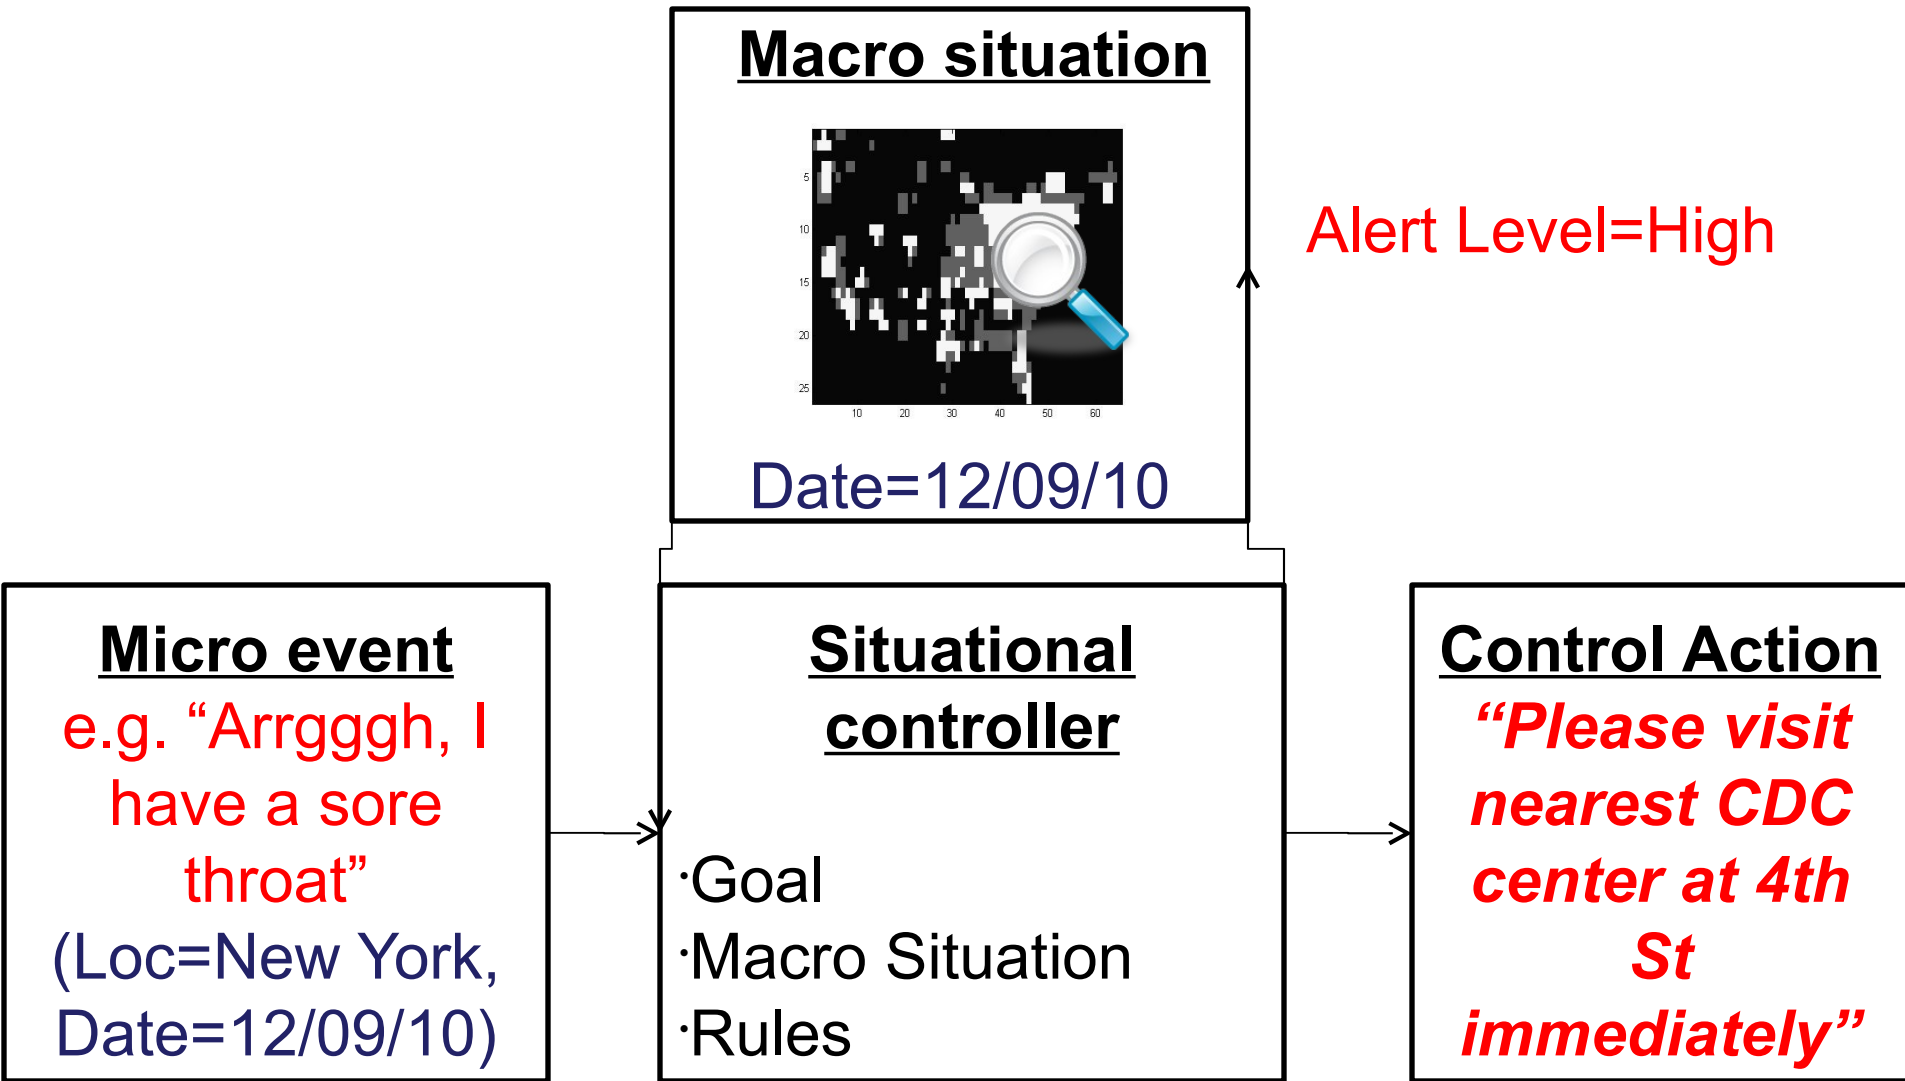 Macro situation
5
10
15
20
25
10 20 30 40 50 60
Date=12/09/10
Alert Level=High
Micro event
e.g. “Arrgggh, I
have a sore
throat”
(Loc=New York,
Date=12/09/10)
Situational
controller
·Goal
·Macro Situation
·Rules
Control Action
“Please visit
nearest CDC
center at 4th
St
immediately”